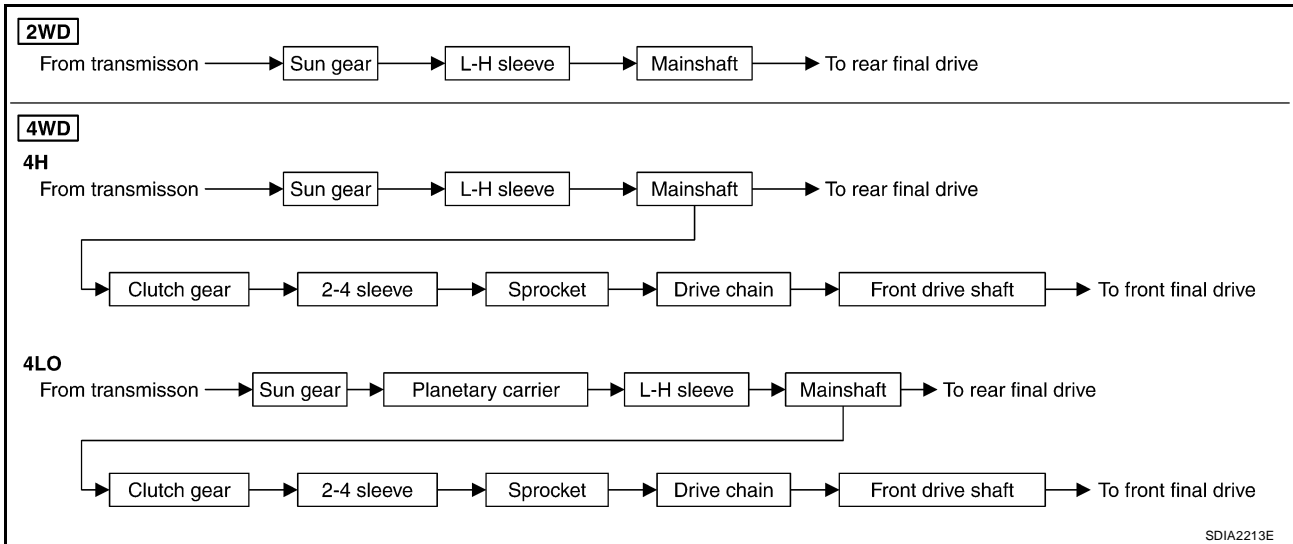 2WD
From transmisson Sun gear L-H sleeve Mainshaft To rear final drive
4WD
4H
From transmisson Sun gear L-H sleeve Mainshaft To rear final drive
Clutch gear 2-4 sleeve Sprocket Drive chain Front drive shaft To front final drive
4LO
From transmisson Sun gear Planetary carrier L-H sleeve Mainshaft To rear final drive
Clutch gear 2-4 sleeve Sprocket Drive chain Front drive shaft To front final drive
SDIA2213E